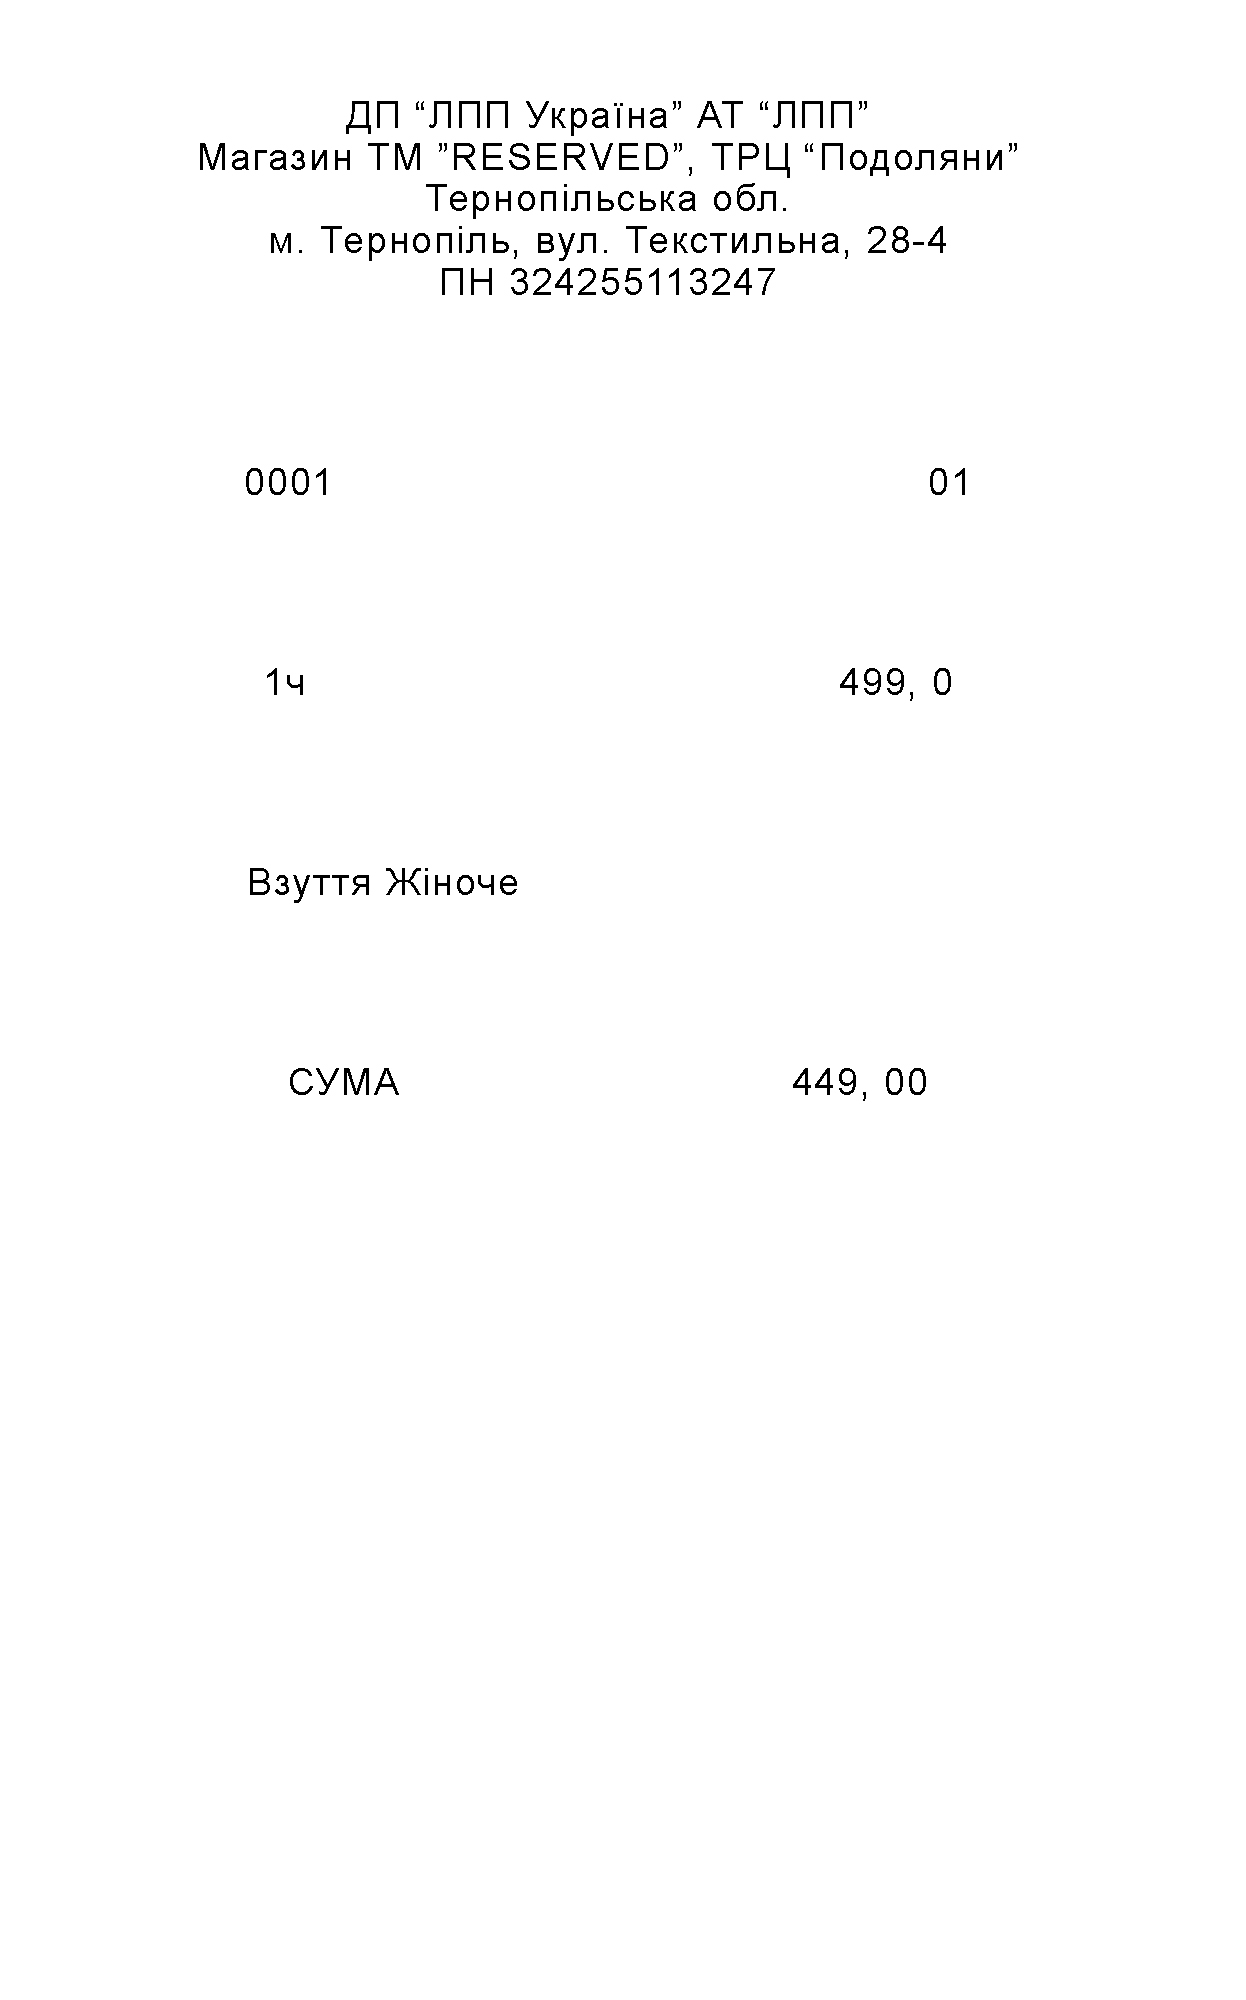 ДП “ЛПП Україна” АТ “ЛПП”
Магазин ТМ ”RESERVED”, ТРЦ “Подоляни”
Тернопільська обл.
м. Тернопіль, вул. Текстильна, 28-4
ПН 324255113247
0001 01
1ч 499, 0
Взуття Жіноче
СУМА 449, 00